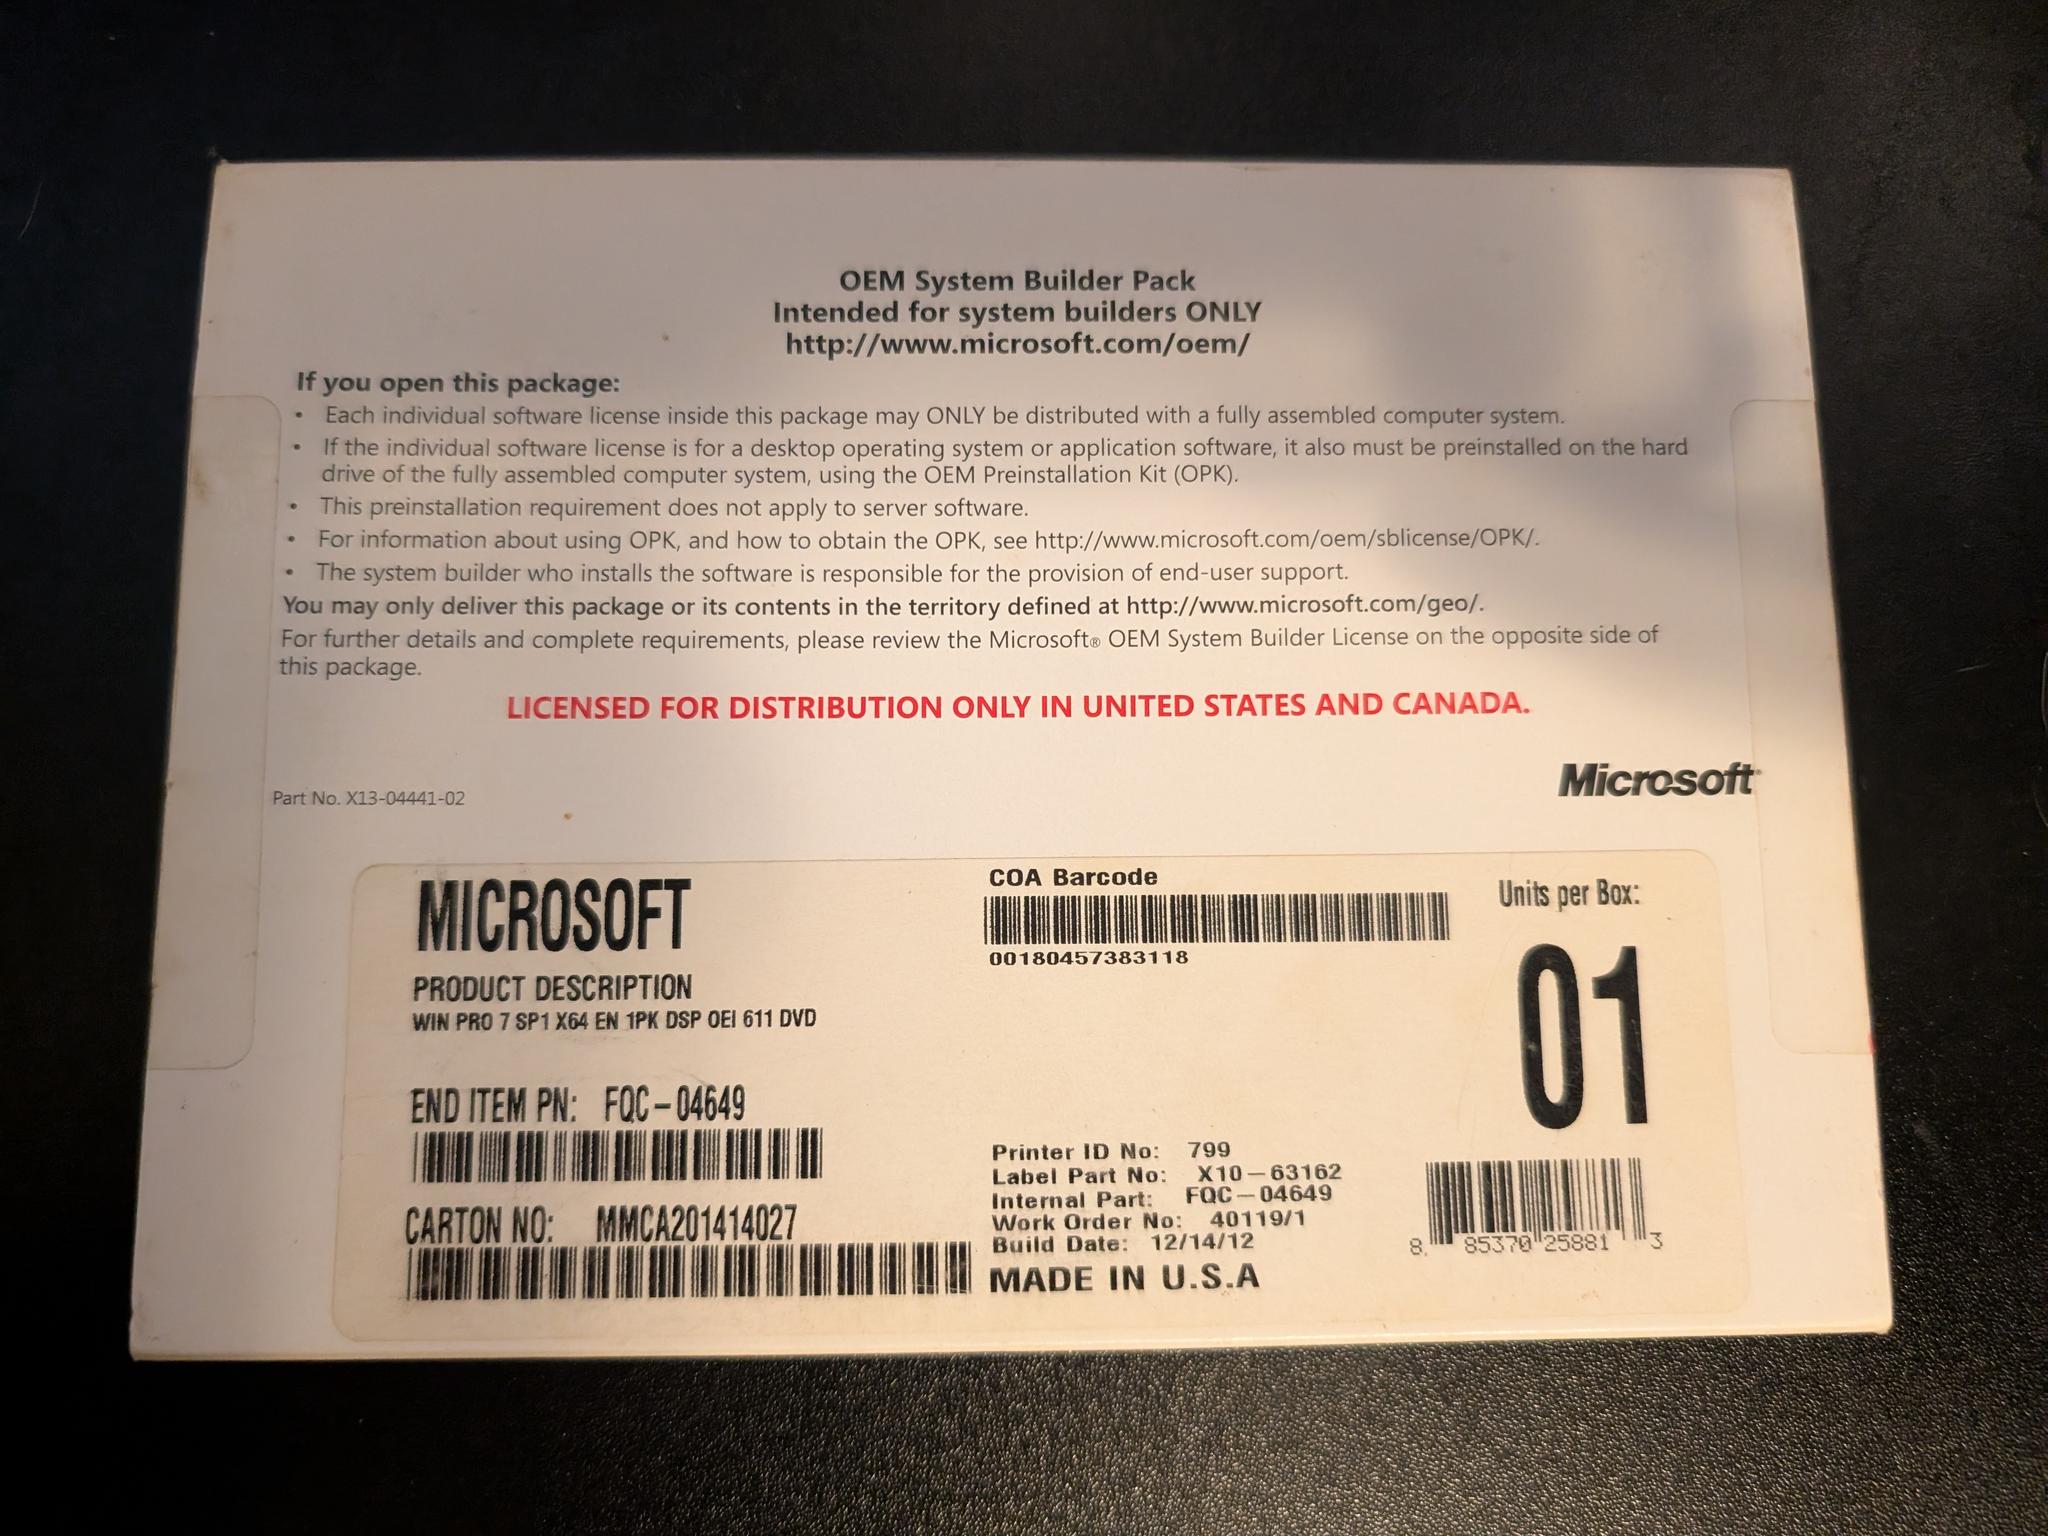 OEM System Builder Pack
Intended for system builders ONLY
http://www.microsoft.com/oem/
If you open this package:
• Each individual software license inside this package may ONLY be distributed with a fully assembled computer system.
• If the individual software license is for a desktop operating system or application software, it also must be preinstalled on the hard
drive of the fully assembled computer system, using the OEM Preinstallation Kit (OPK).
• This preinstallation requirement does not apply to server software.
• For information about using OPK, and how to obtain the OPK, see http://www.microsoft.com/oem/sblicense/OPK/.
• The system builder who installs the software is responsible for the provision of end-user support.
You may only deliver this package or its contents in the territory defined at http://www.microsoft.com/geo/.
For further details and complete requirements, please review the Microsoft® OEM System Builder License on the opposite side of
this package.
LICENSED FOR DISTRIBUTION ONLY IN UNITED STATES AND CANADA.
Microsoft®
Part No. X13-04441-02
MICROSOFT
PRODUCT DESCRIPTION
WIN PRO 7 SP1 X64 EN 1PK DSP OEI 611 DVD
END ITEM PN: FQC-04649
CARTON NO: MMCA201414027
COA Barcode
00180457383118
Printer ID No: 799
Label Part No: X10-63162
Internal Part: FQC-04649
Work Order No: 40119/1
Build Date: 12/14/12
MADE IN U.S.A
Units per Box:
01
8 85370 25881 3